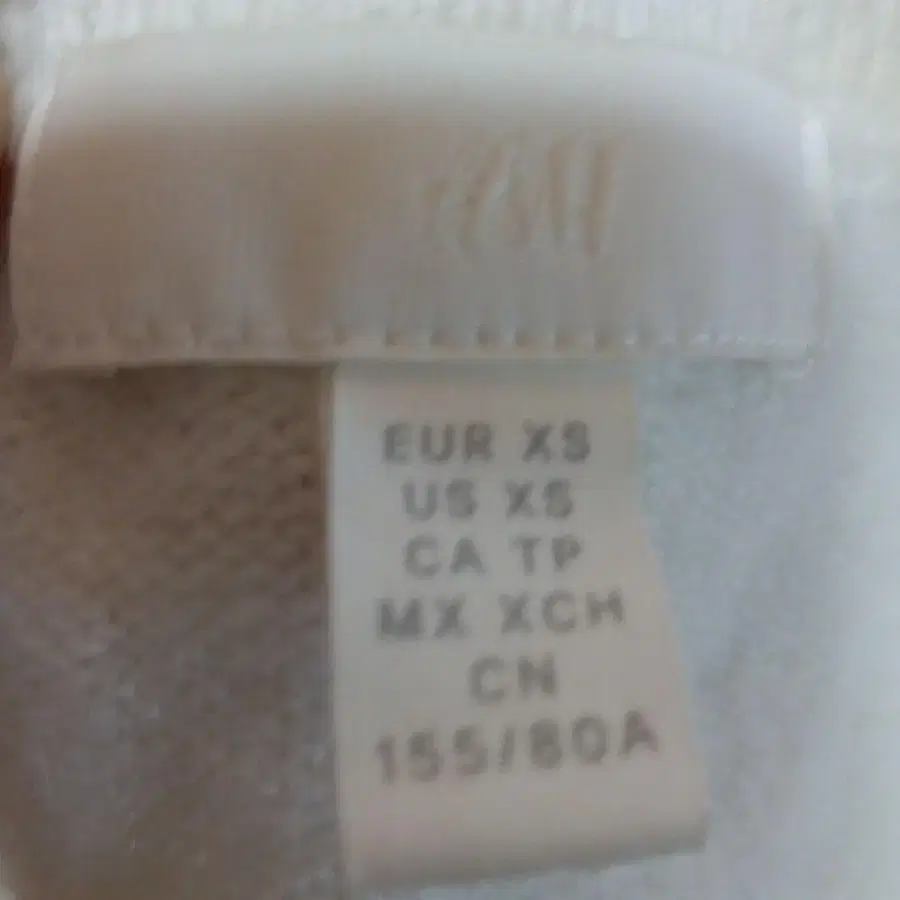 H&M
EUR XS
US XS
CA TP
MX XCH
CN
155/80A